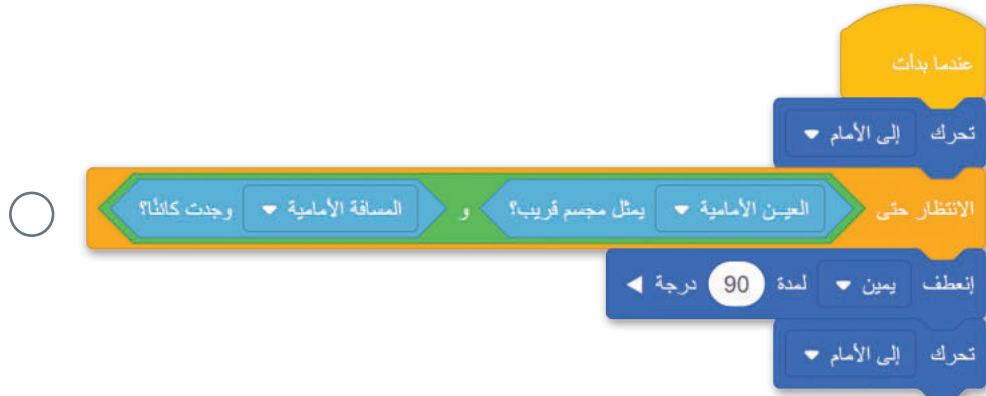 عندما بدأت
تحرك إلى الأمام
الانتظار حتى العيـن الأمامية يمثل مجسم قريب؟ و المسافة الأمامية وجدت كائنًا؟
إنعطف يمين لمدة 90 درجة
تحرك إلى الأمام